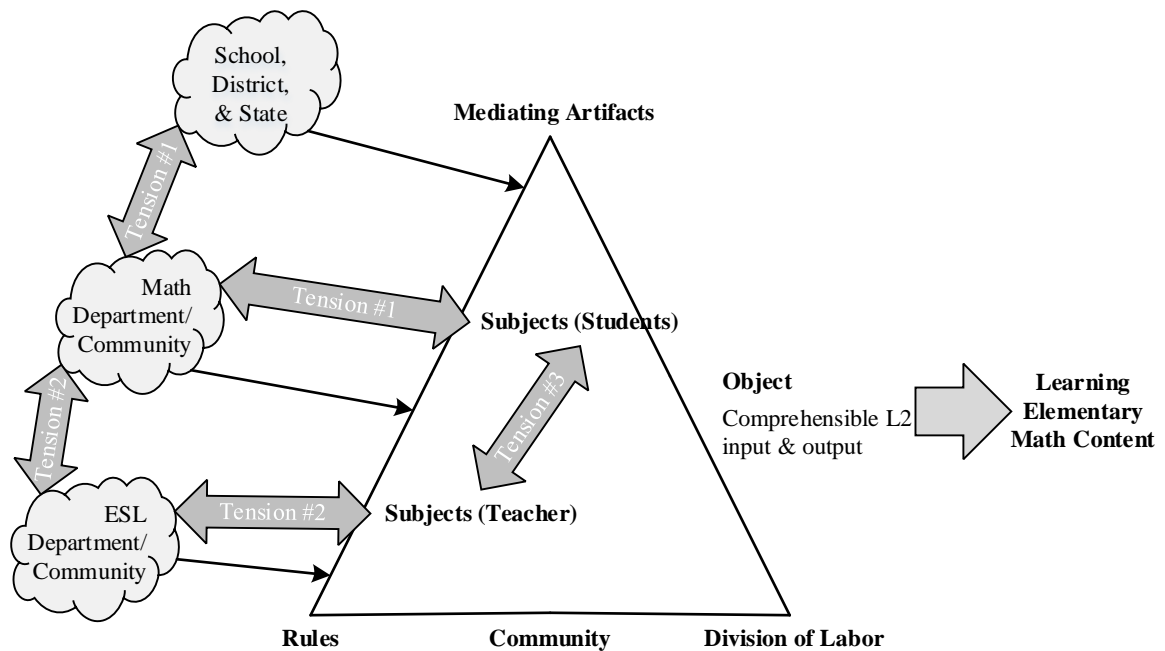 School,
District,
& State
Mediating Artifacts
Tension #1
Math
Department/
Community
Tension #1
Subjects (Students)
Tension #2
Tension #3
Object
Comprehensible L2
input & output
Learning
Elementary
Math Content
ESL
Department/
Community
Tension #2
Subjects (Teacher)
Rules
Community
Division of Labor